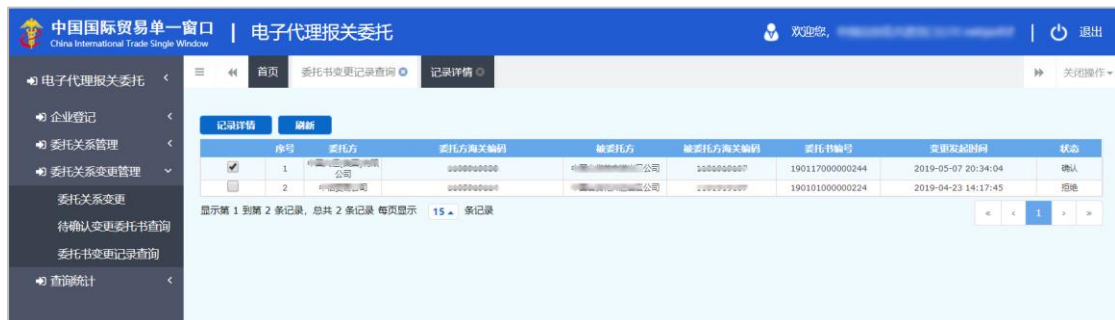 中国国际贸易单一窗口 | 电子代理报关委托 欢迎您, | 退出
China International Trade Single Window
电子代理报关委托
首页 委托书变更记录查询 记录详情 关闭操作
企业登记
委托关系管理
委托关系变更管理
委托关系变更
待确认变更委托书查询
委托书变更记录查询
查询统计
记录详情 刷新
序号 委托方 委托方海关编码 被委托方 被委托方海关编码 委托书编号 变更发起时间 状态
1 公司 公司 190117000000244 2019-05-07 20:34:04 确认
2 公司 公司 190101000000224 2019-04-23 14:17:45 拒绝
显示第 1 到第 2 条记录, 总共 2 条记录 每页显示 15 条记录
« ‹ 1 › »